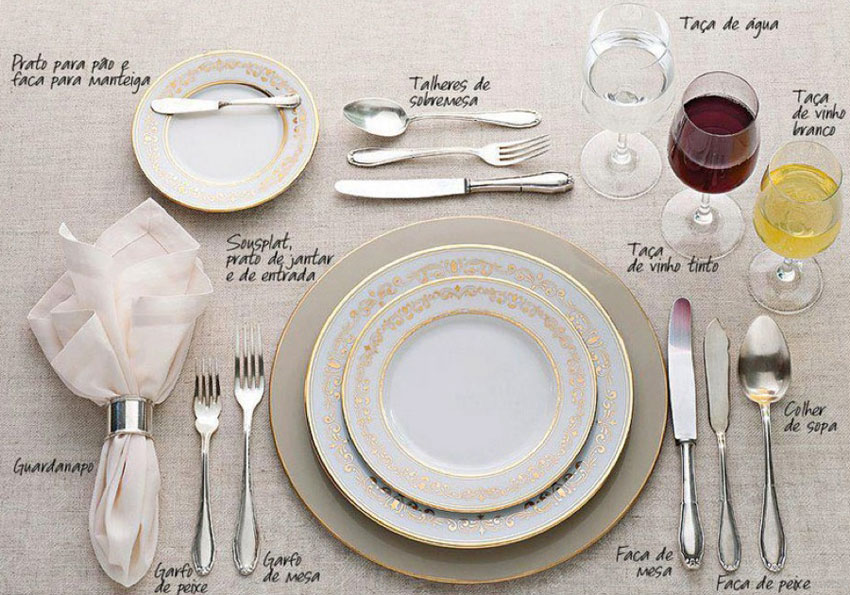 Prato para pão e
faca para manteiga
Talheres de
sobremesa
Taça de água
Taça
de vinho
branco
Sousplat,
prato de jantar
e de entrada
Taça
de vinho tinto
Guardanapo
Garfo
de peixe
Garfo
de mesa
Faca de
mesa
Faca de peixe
Colher
de sopa